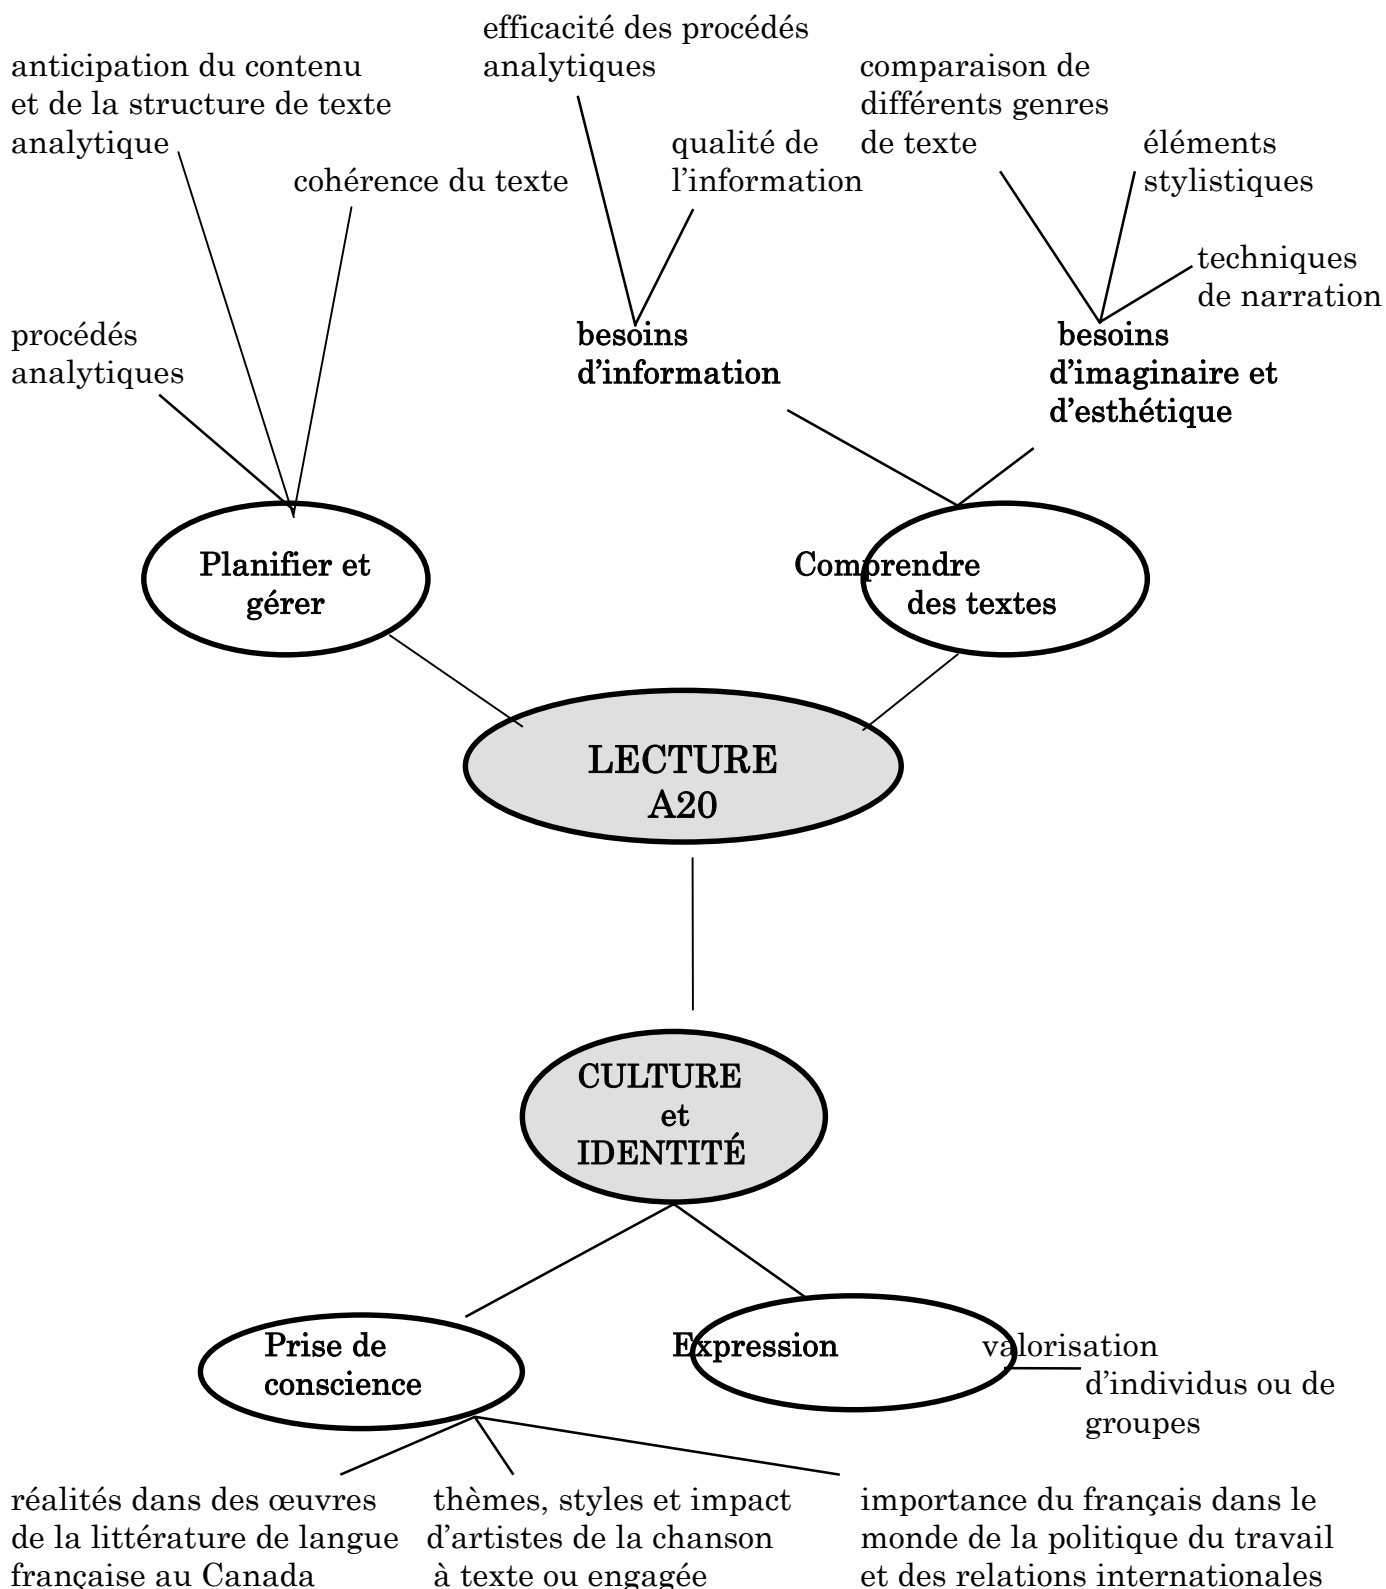 efficacité des procédés
analytiques
anticipation du contenu
et de la structure de texte
analytique
comparaison de
différents genres
de texte
qualité de
l’information
éléments
stylistiques
cohérence du texte
techniques
de narration
procédés
analytiques
besoins
d’information
besoins
d’imaginaire et
d’esthétique
Planifier et
gérer
Comprendre
des textes
LECTURE
A20
CULTURE
et
IDENTITÉ
Prise de
conscience
Expression
valorisation
d’individus ou de
groupes
réalités dans des œuvres
de la littérature de langue
française au Canada
thèmes, styles et impact
d’artistes de la chanson
à texte ou engagée
importance du français dans le
monde de la politique du travail
et des relations internationales